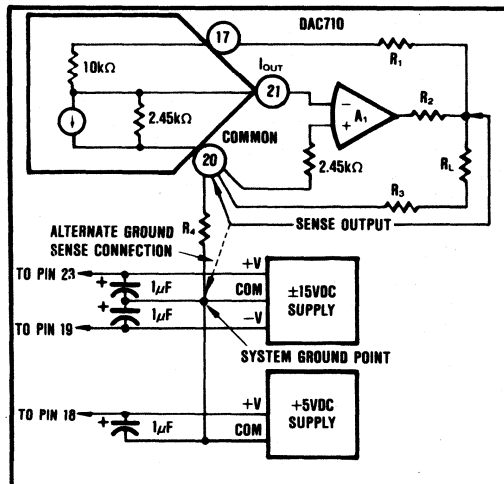 DAC710
17
10kΩ
R1
IOUT
21
2.45kΩ
COMMON
20
−
+
A1
R2
2.45kΩ
RL
R3
SENSE OUTPUT
R4
ALTERNATE GROUND
SENSE CONNECTION
TO PIN 23
+
1μF
+
1μF
TO PIN 19
+V
COM
−V
±15VDC
SUPPLY
SYSTEM GROUND POINT
TO PIN 18
+
1μF
+V
COM
+5VDC
SUPPLY